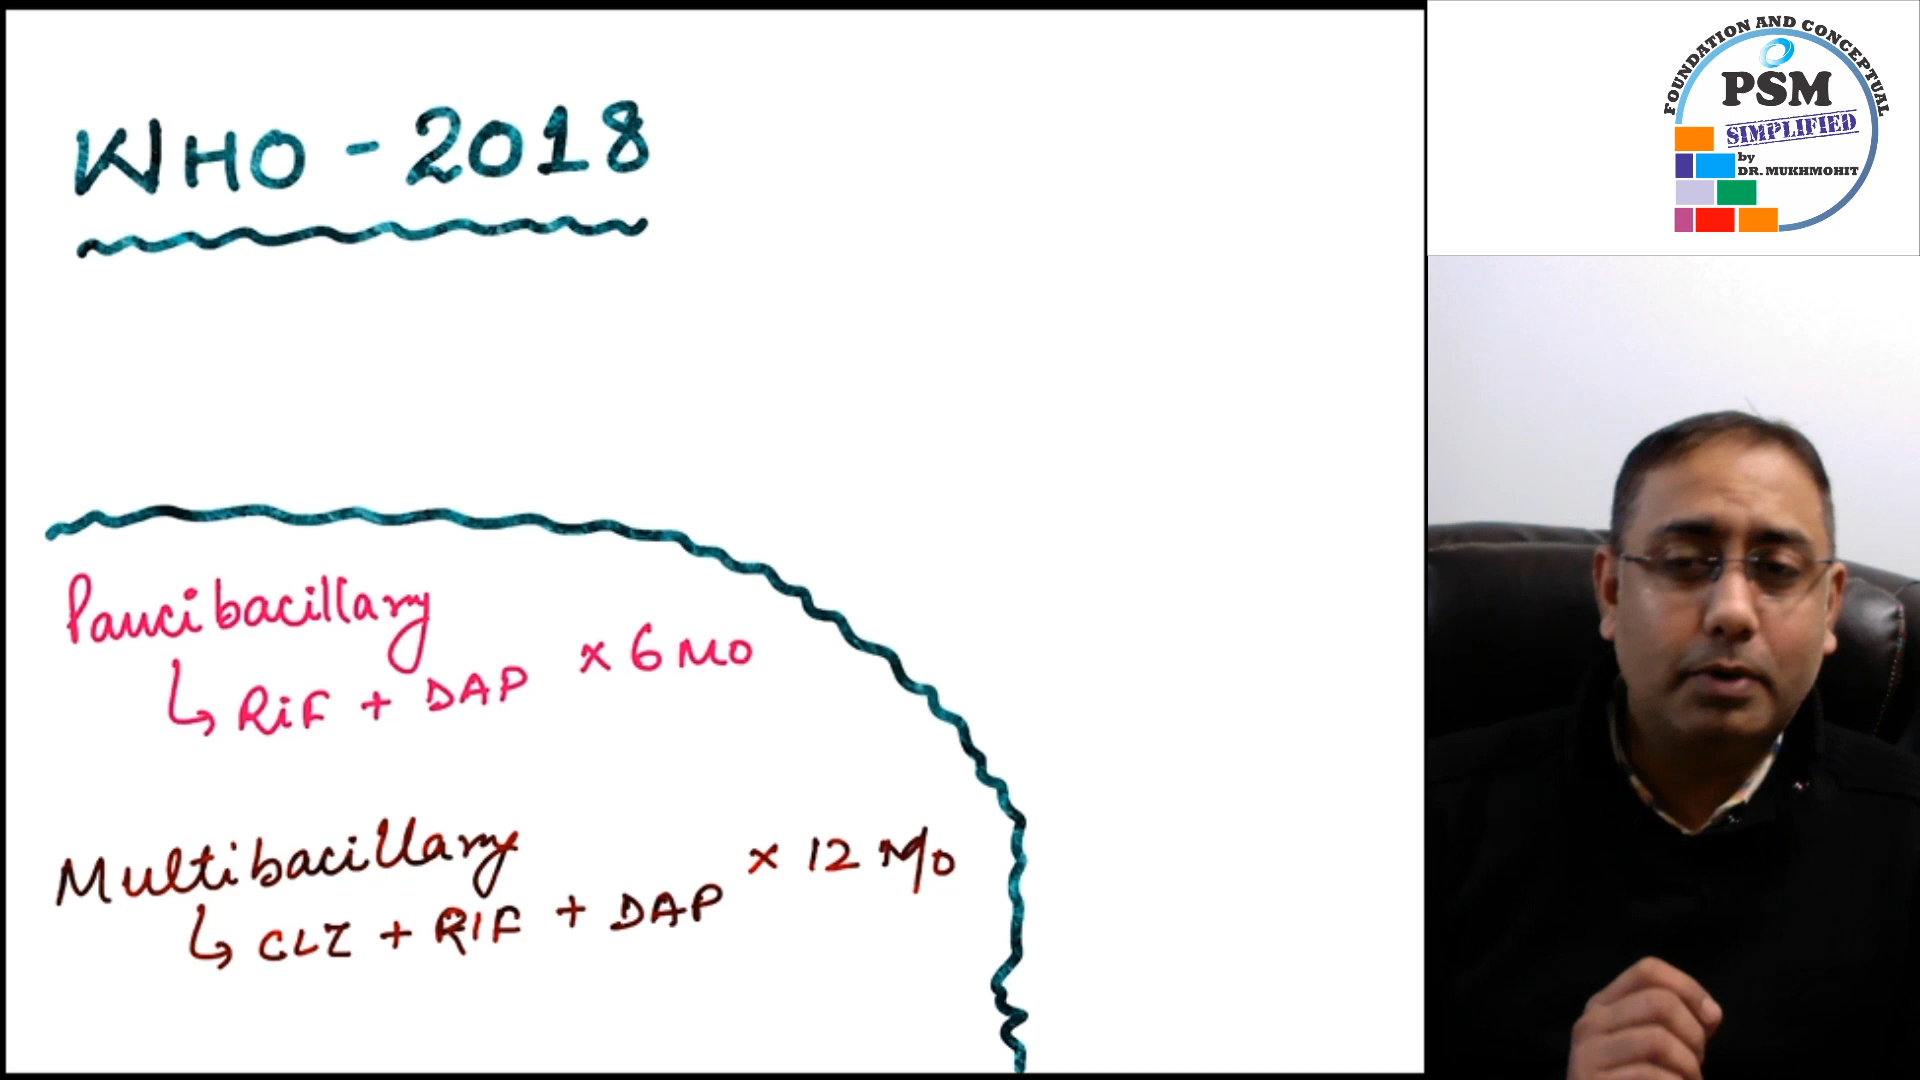 WHO - 2018
Paucibacillary
↳ RIF + DAP × 6 MO
Multibacillary
↳ CLZ + RIF + DAP × 12 Mo
FOUNDATION AND CONCEPTUAL
PSM
SIMPLIFIED
by
DR. MUKHMOHIT